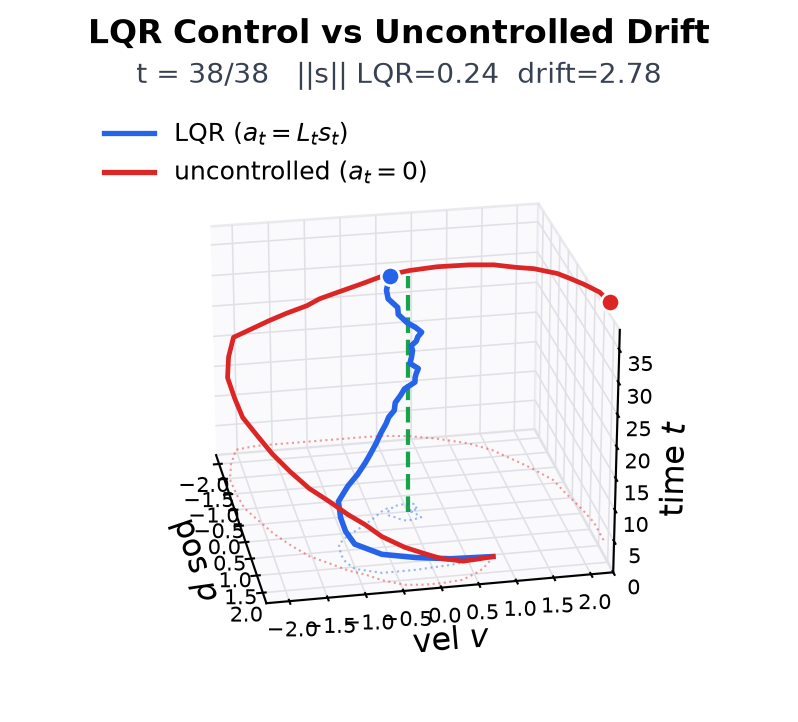 LQR Control vs Uncontrolled Drift
t = 38/38   ||s|| LQR=0.24  drift=2.78
LQR (a_t = L_t s_t)
uncontrolled (a_t = 0)
35
30
25
20
15
10
5
0
time t
−2.0
−1.5
−1.0
−0.5
0.0
0.5
1.0
1.5
2.0
pos p
−2.0 −1.5 −1.0 −0.5 0.0 0.5 1.0 1.5 2.0
vel v